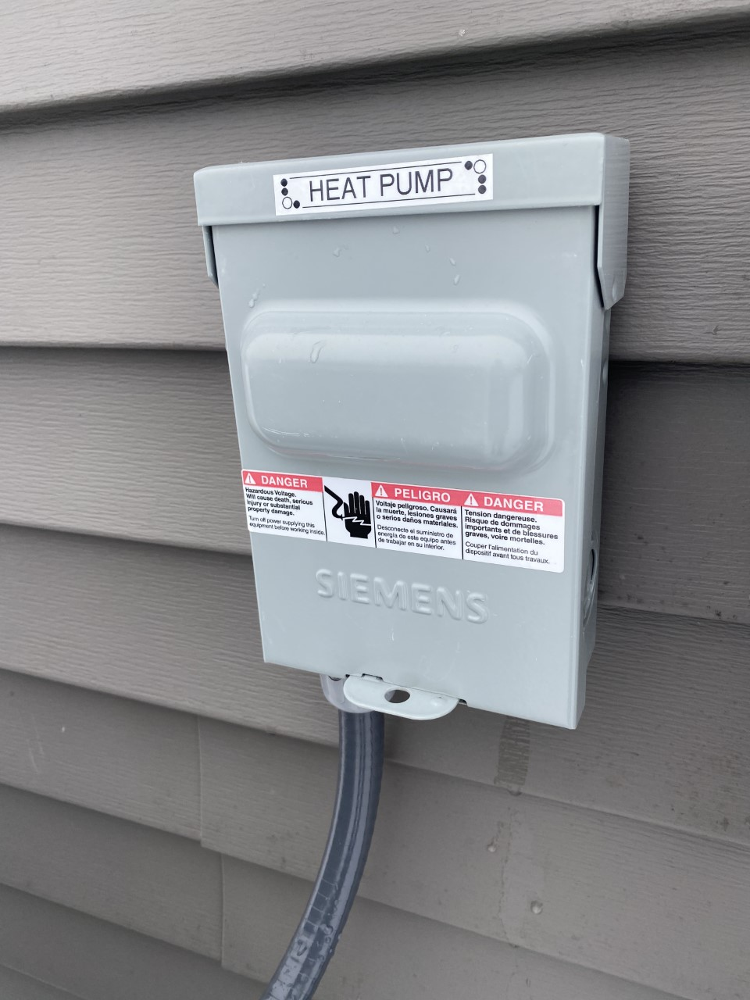 HEAT PUMP
DANGER
Hazardous Voltage.
Will cause death, serious
injury or substantial
property damage.
Turn off power supplying this
equipment before working inside.
PELIGRO
Voltaje peligroso. Causará
la muerte, lesiones graves
o serios daños materiales.
Desconecte el suministro de
energía de este equipo antes
de trabajar en su interior.
DANGER
Tension dangereuse.
Risque de dommages
importants et de blessures
graves, voire mortelles.
Couper l'alimentation du
dispositif avant tous travaux.
SIEMENS